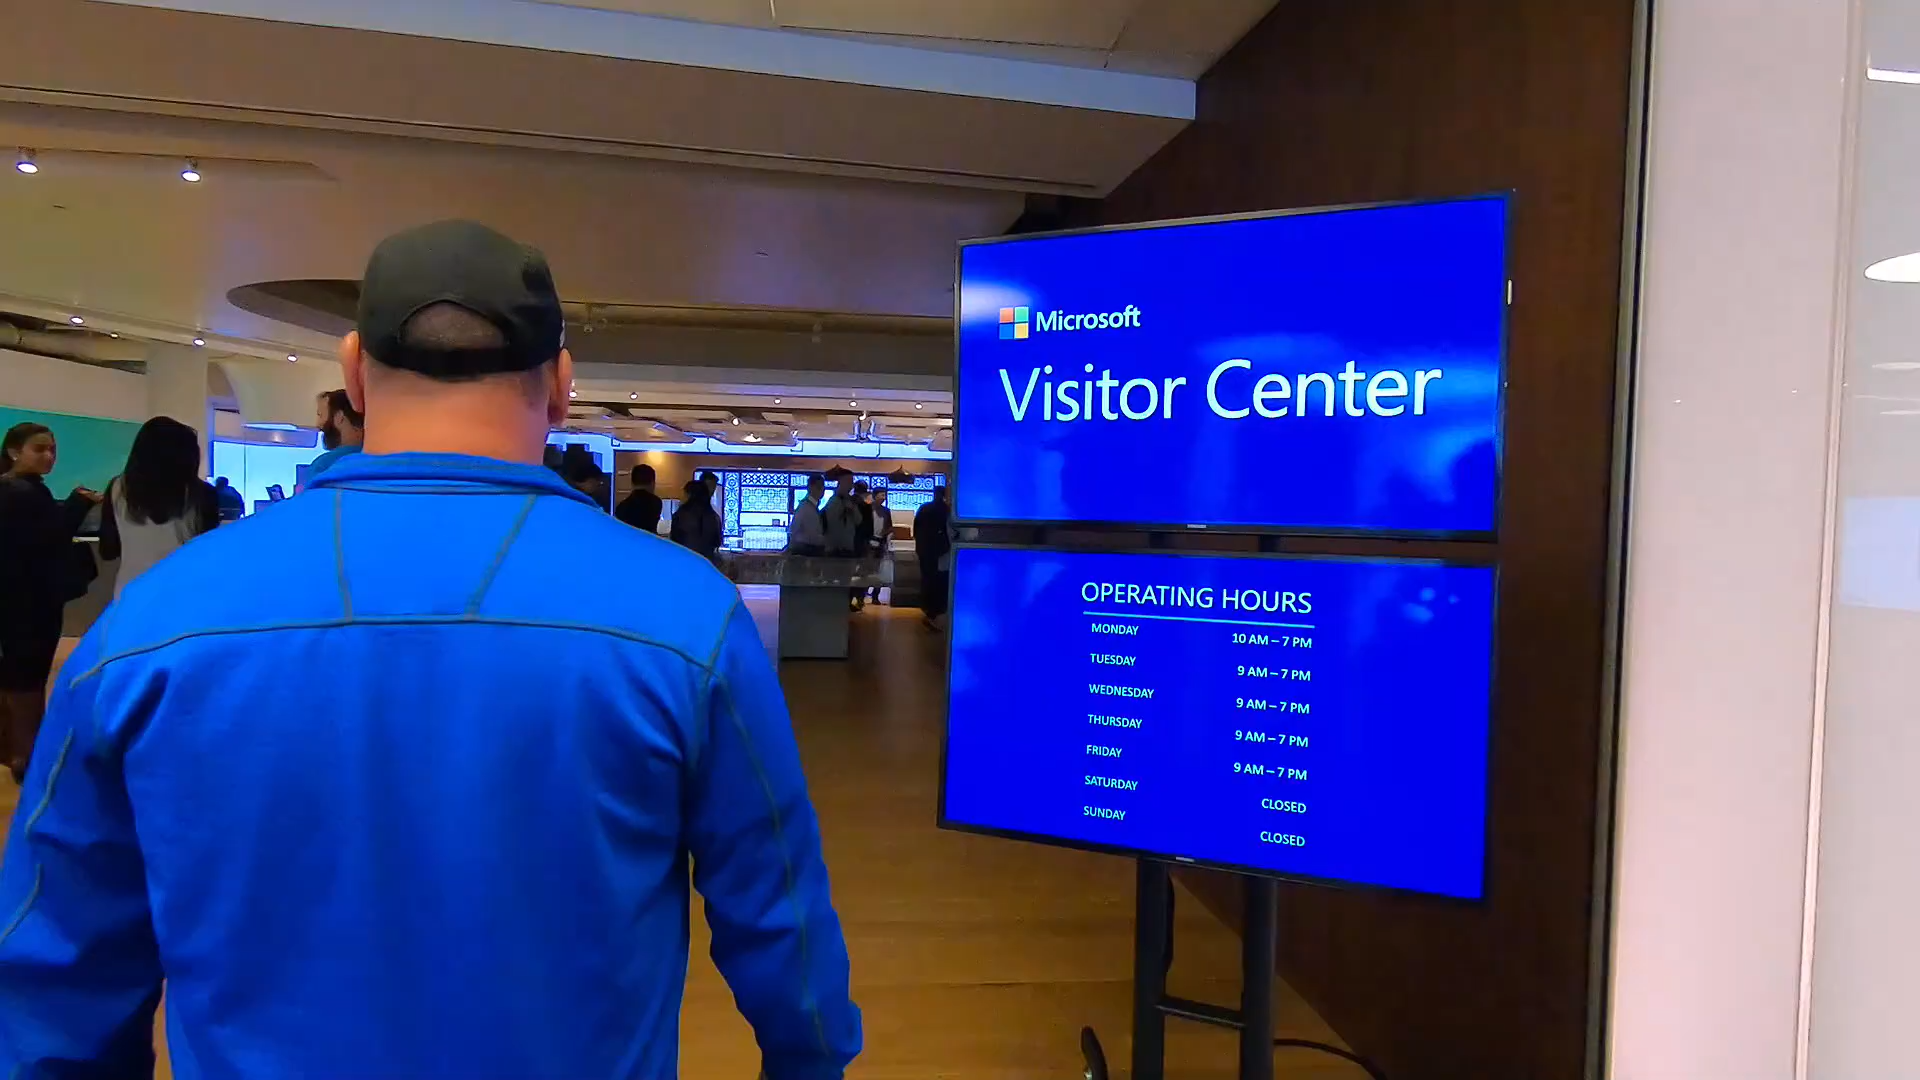 Microsoft
Visitor Center
OPERATING HOURS
MONDAY 10 AM – 7 PM
TUESDAY 9 AM – 7 PM
WEDNESDAY 9 AM – 7 PM
THURSDAY 9 AM – 7 PM
FRIDAY 9 AM – 7 PM
SATURDAY CLOSED
SUNDAY CLOSED